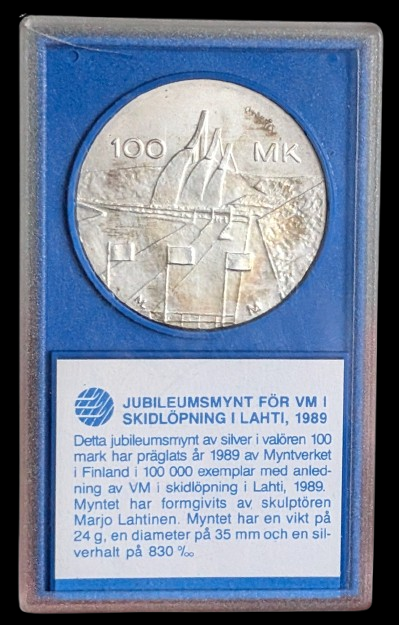 100 MK
M
JUBILEUMSMYNT FÖR VM I
SKIDLÖPNING I LAHTI, 1989
Detta jubileumsmynt av silver i valören 100
mark har präglats år 1989 av Myntverket
i Finland i 100 000 exemplar med anled-
ning av VM i skidlöpning i Lahti, 1989.
Myntet har formgivits av skulptören
Marjo Lahtinen. Myntet har en vikt på
24 g, en diameter på 35 mm och en sil-
verhalt på 830 ‰